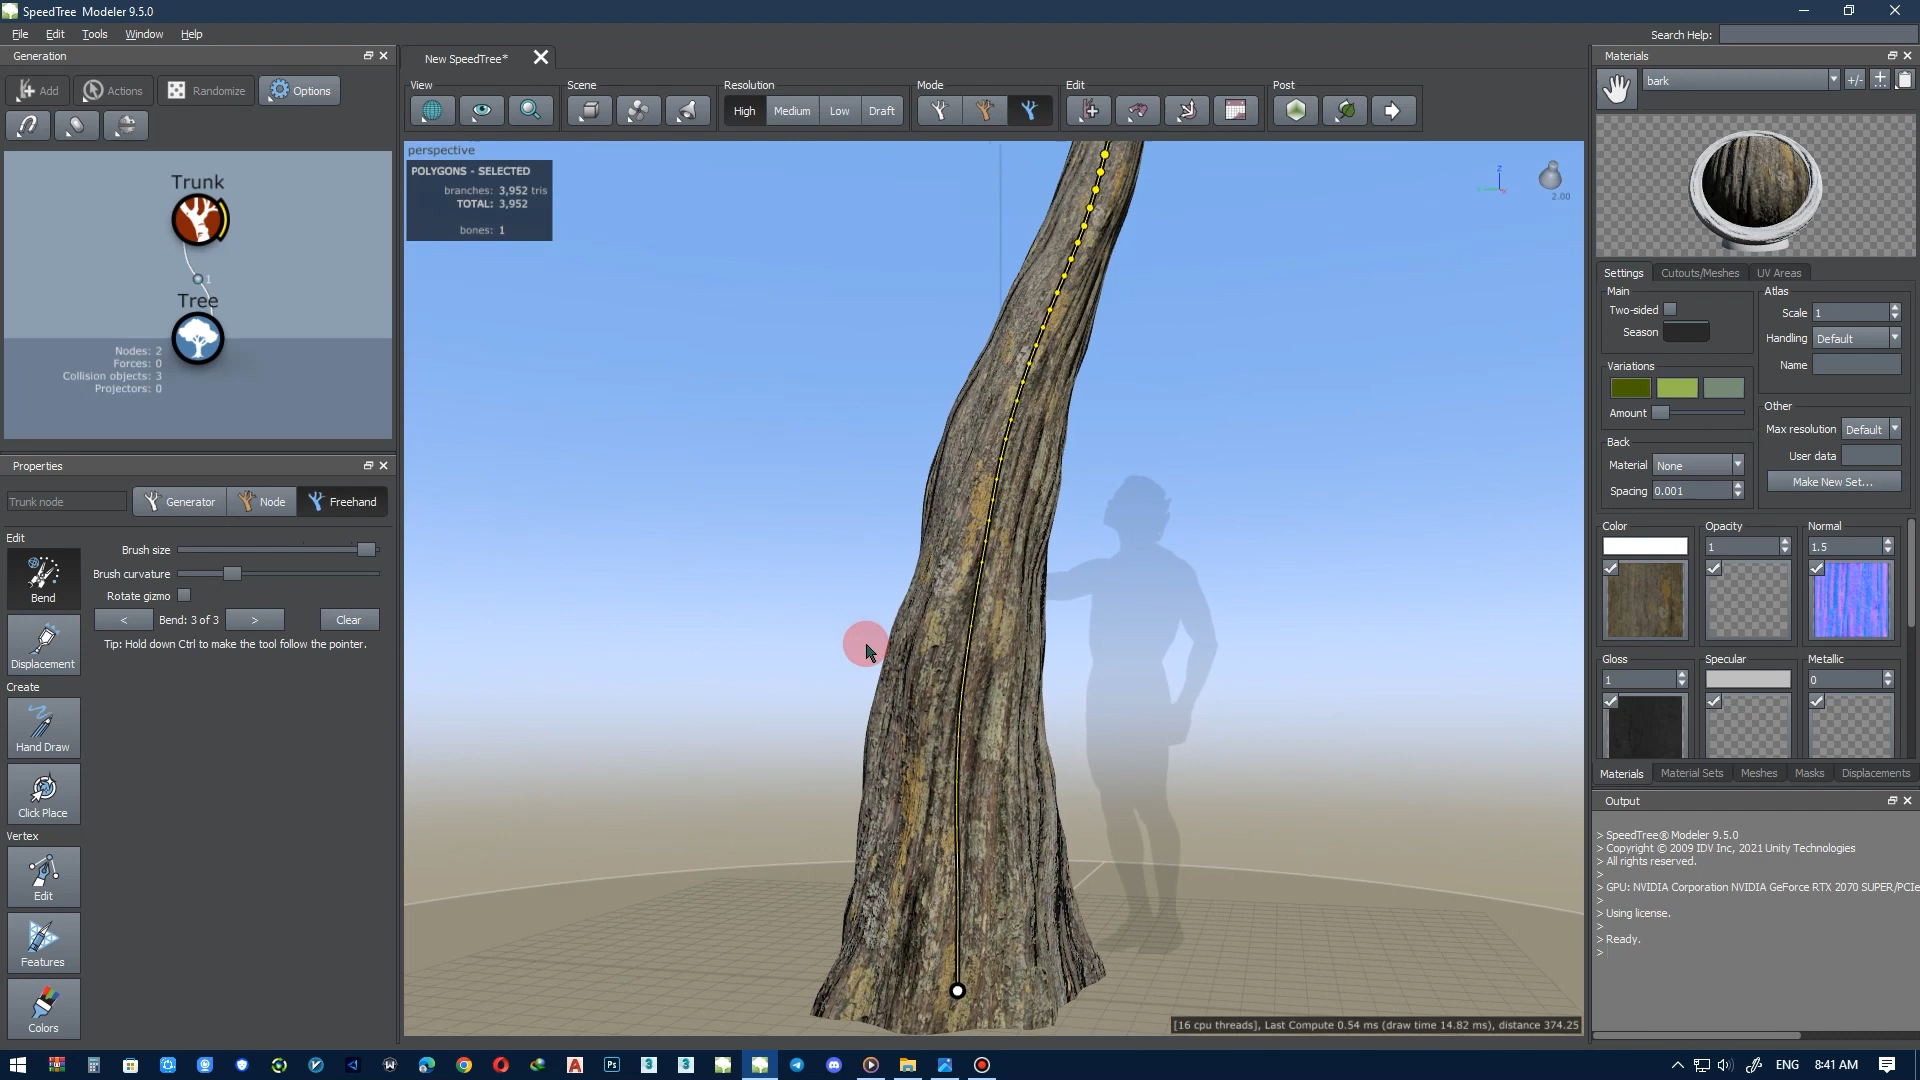 SpeedTree Modeler 9.5.0
File Edit Tools Window Help
Search Help:
Generation
Add Actions Randomize Options
Trunk
1
Tree
Nodes: 2
Forces: 0
Collision objects: 3
Projectors: 0
Properties
Trunk node
Generator Node Freehand
Edit
Bend
Brush size
Brush curvature
Rotate gizmo
< Bend: 3 of 3 > Clear
Tip: Hold down Ctrl to make the tool follow the pointer.
Displacement
Create
Hand Draw
Click Place
Vertex
Edit
Features
Colors
New SpeedTree*
View Scene Resolution Mode Edit Post
High Medium Low Draft
perspective
POLYGONS - SELECTED
branches: 3,952 tris
TOTAL: 3,952
bones: 1
z
2.00
[16 cpu threads], Last Compute 0.54 ms (draw time 14.82 ms), distance 374.25
Materials
bark
+/-
Settings Cutouts/Meshes UV Areas
Main
Two-sided
Season
Variations
Amount
Back
Material None
Spacing 0.001
Atlas
Scale 1
Handling Default
Name
Other
Max resolution Default
User data
Make New Set...
Color Opacity Normal
1 1.5
Gloss Specular Metallic
1 0
Materials Material Sets Meshes Masks Displacements
Output
> SpeedTree® Modeler 9.5.0
> Copyright © 2009 IDV Inc, 2021 Unity Technologies
> All rights reserved.
>
> GPU: NVIDIA Corporation NVIDIA GeForce RTX 2070 SUPER/PCIe
>
> Using license.
>
> Ready.
>
ENG 8:41 AM